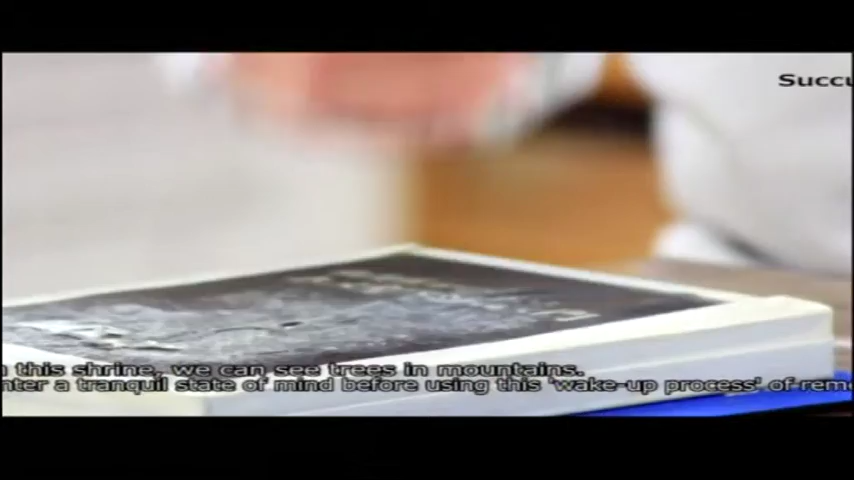 Succu
this shrine, we can see trees in mountains.
nter a tranquil state of mind before using this 'wake-up process' of rem